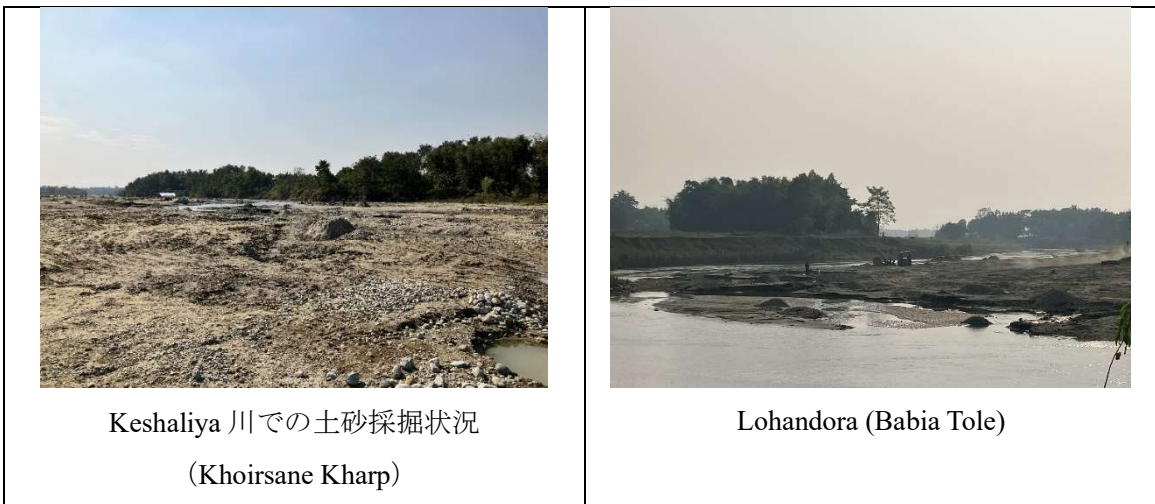 Keshaliya 川での土砂採掘状況
（Khoirsane Kharp）
Lohandora (Babia Tole)